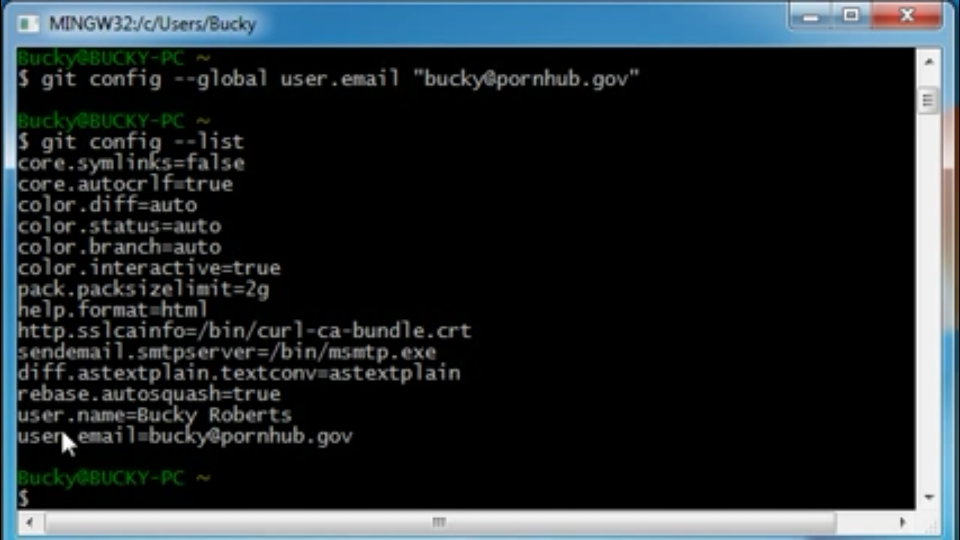 MINGW32:/c/Users/Bucky
Bucky@BUCKY-PC ~
$ git config --global user.email "bucky@pornhub.gov"
Bucky@BUCKY-PC ~
$ git config --list
core.symlinks=false
core.autocrlf=true
color.diff=auto
color.status=auto
color.branch=auto
color.interactive=true
pack.packsizelimit=2g
help.format=html
http.sslcainfo=/bin/curl-ca-bundle.crt
sendemail.smtpserver=/bin/msmtp.exe
diff.astextplain.textconv=astextplain
rebase.autosquash=true
user.name=Bucky Roberts
user.email=bucky@pornhub.gov
Bucky@BUCKY-PC ~
$